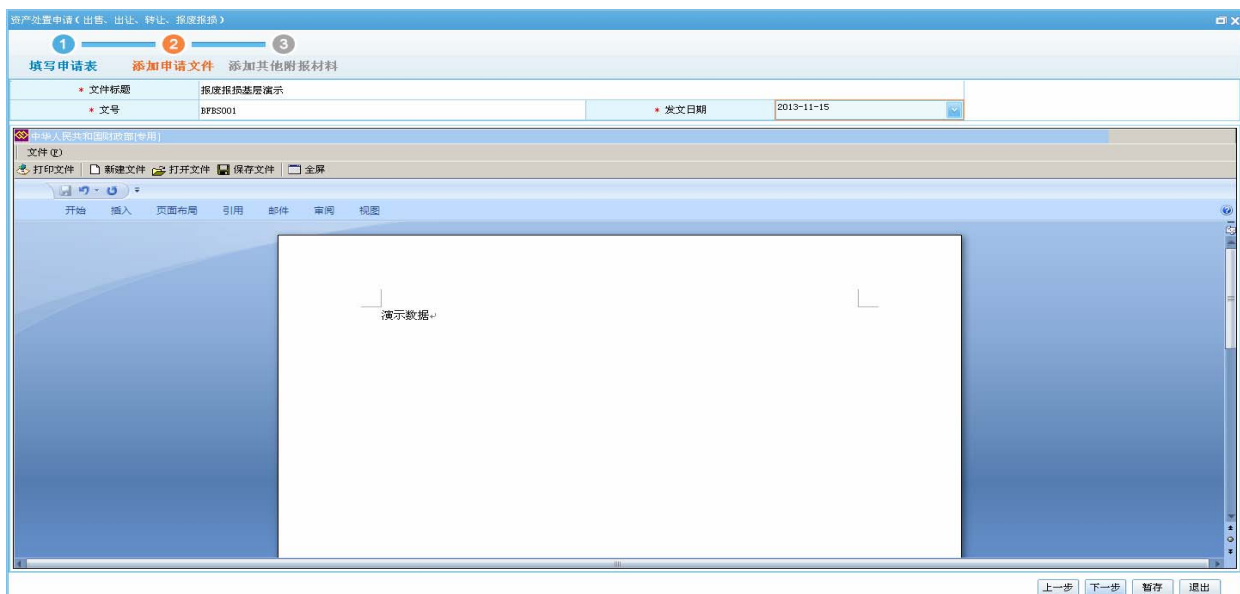 资产处置申请(出售、出让、转让、报废报损)
1 2 3
填写申请表 添加申请文件 添加其他附报材料
* 文件标题 报废报损基层演示
* 文号 BFBS001 * 发文日期 2013-11-15
中华人民共和国财政部[专用]
文件(F)
打印文件 新建文件 打开文件 保存文件 全屏
开始 插入 页面布局 引用 邮件 审阅 视图
演示数据
上一步 下一步 暂存 退出